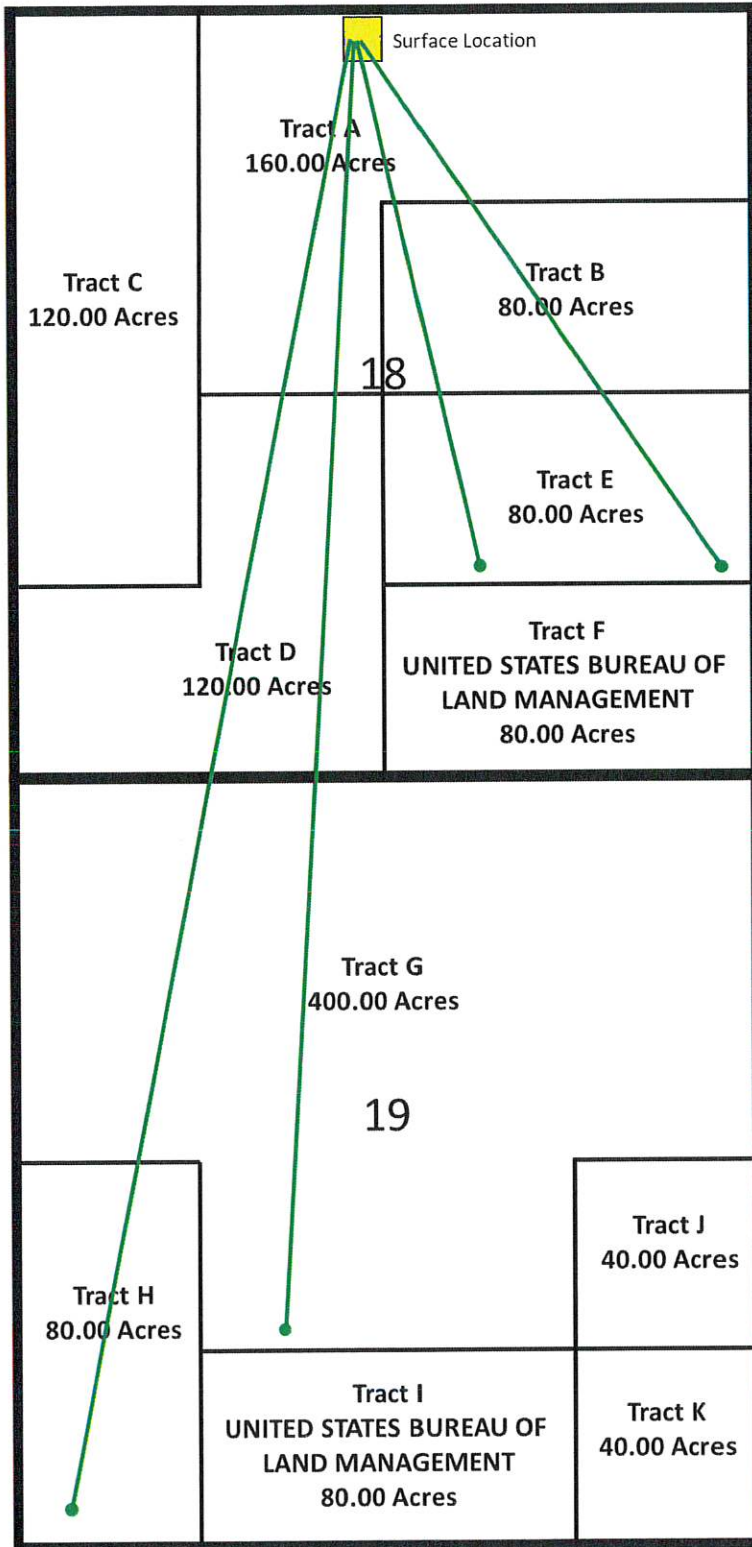 Surface Location
Tract A
160.00 Acres
Tract C
120.00 Acres
Tract B
80.00 Acres
18
Tract E
80.00 Acres
Tract D
120.00 Acres
Tract F
UNITED STATES BUREAU OF
LAND MANAGEMENT
80.00 Acres
Tract G
400.00 Acres
19
Tract H
80.00 Acres
Tract J
40.00 Acres
Tract I
UNITED STATES BUREAU OF
LAND MANAGEMENT
80.00 Acres
Tract K
40.00 Acres